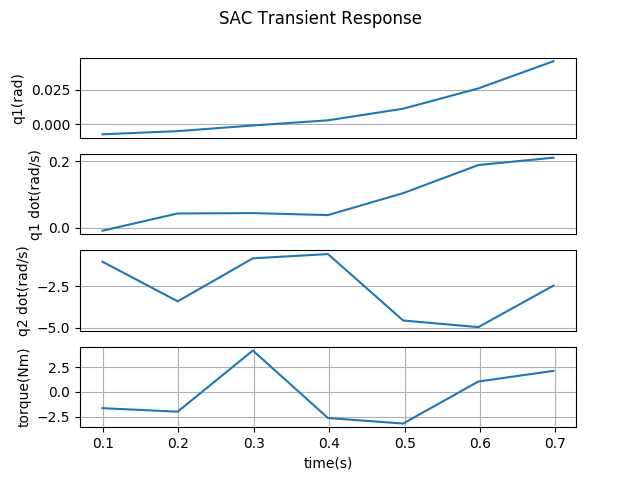 SAC Transient Response
q1(rad)
0.025
0.000
q1 dot(rad/s)
0.2
0.0
q2 dot(rad/s)
−2.5
−5.0
torque(Nm)
2.5
0.0
−2.5
0.1 0.2 0.3 0.4 0.5 0.6 0.7
time(s)